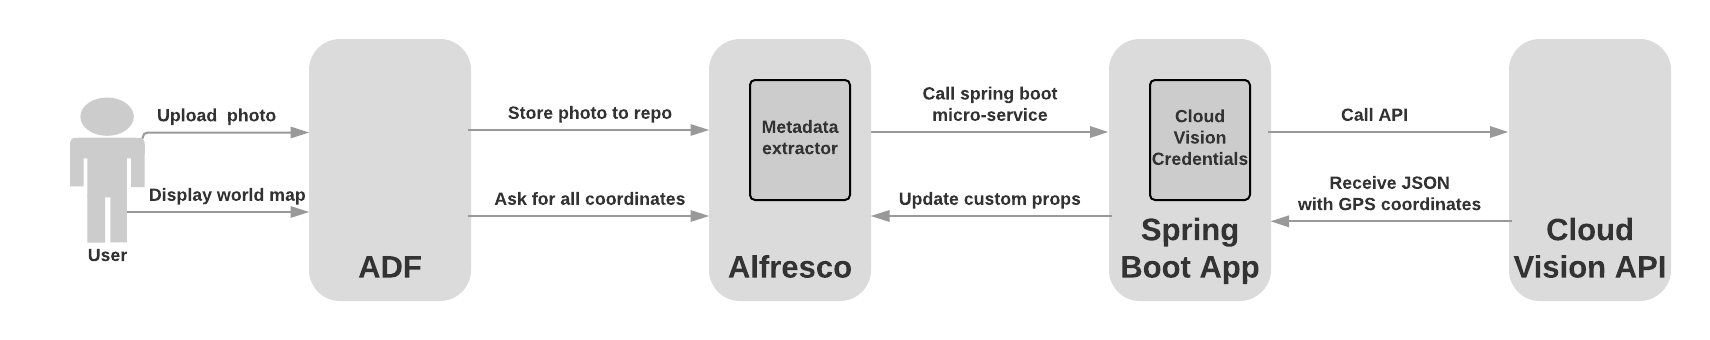 Upload  photo
Display world map
User
ADF
Store photo to repo
Ask for all coordinates
Metadata
extractor
Alfresco
Call spring boot
micro-service
Update custom props
Cloud
Vision
Credentials
Spring
Boot App
Call API
Receive JSON
with GPS coordinates
Cloud
Vision API